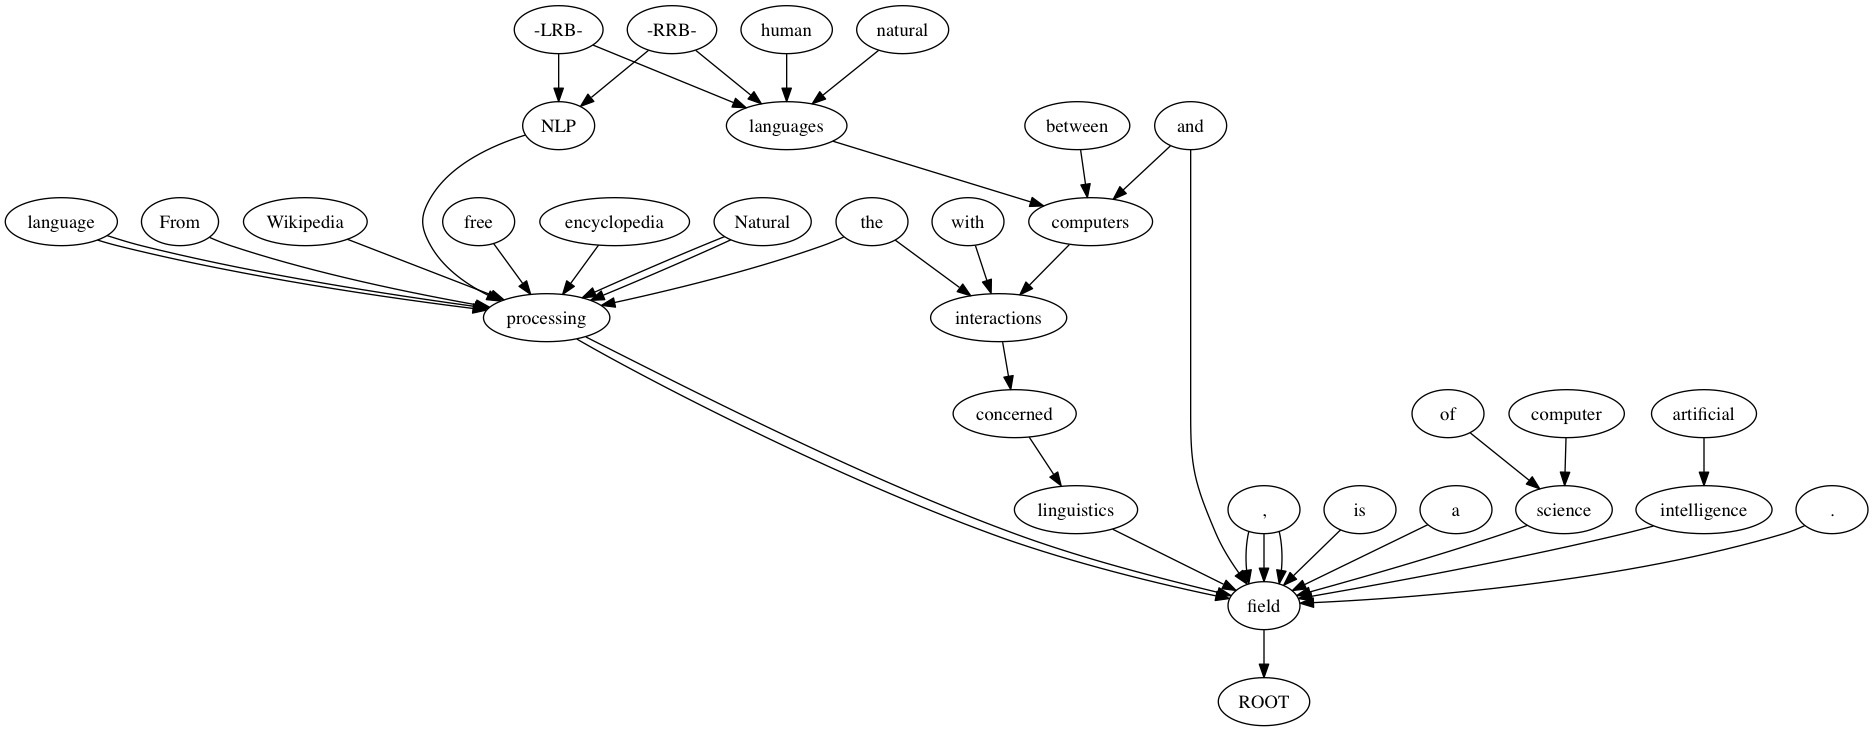 -LRB- -RRB- human natural
NLP languages between and
language From Wikipedia free encyclopedia Natural the with computers
processing interactions
concerned of computer artificial
linguistics , is a science intelligence .
field
ROOT